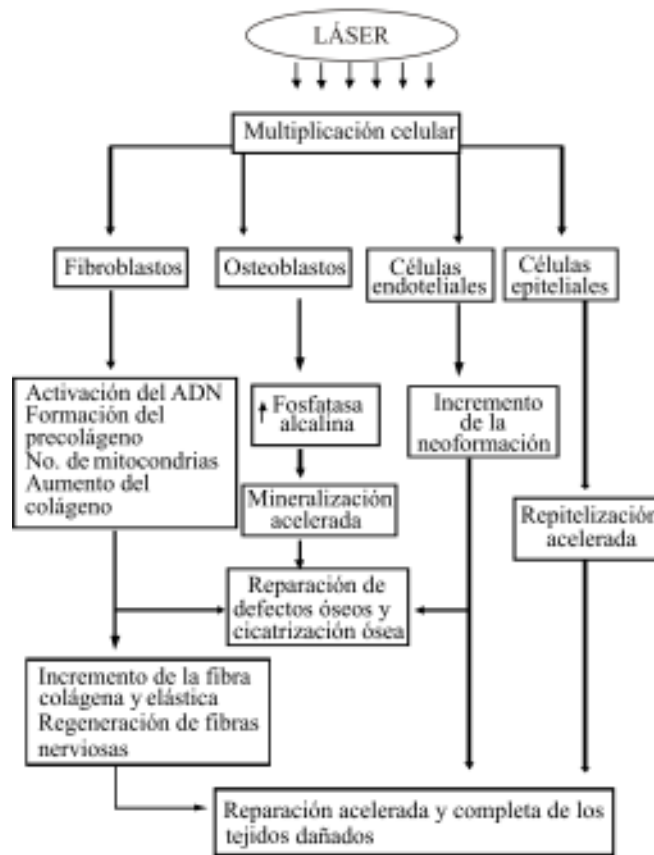 LÁSER
Multiplicación celular
Fibroblastos
Osteoblastos
Células
endoteliales
Células
epiteliales
Activación del ADN
Formación del
precolágeno
No. de mitocondrias
Aumento del
colágeno
↑ Fosfatasa
alcalina
Incremento
de la
neoformación
Mineralización
acelerada
Repitelización
acelerada
Reparación de
defectos óseos y
cicatrización ósea
Incremento de la fibra
colágena y elástica
Regeneración de fibras
nerviosas
Reparación acelerada y completa de los
tejidos dañados